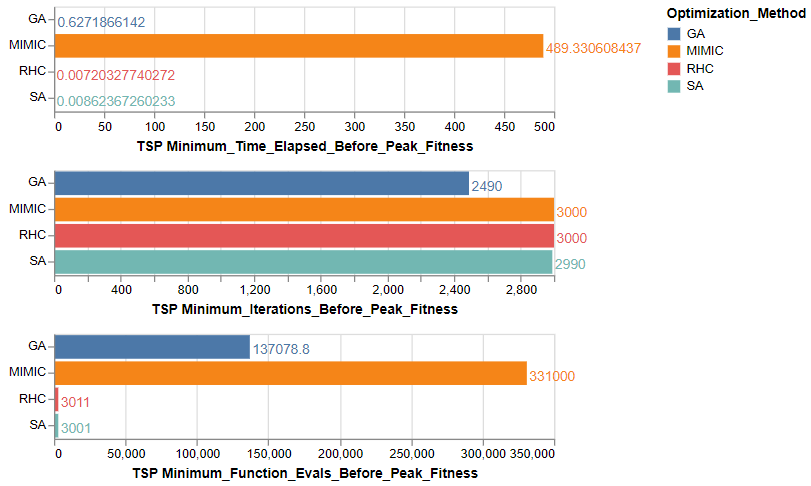 Optimization_Method
GA
MIMIC
RHC
SA
GA 0.6271866142
MIMIC 489.330608437
RHC 0.00720327740272
SA 0.00862367260233
0 50 100 150 200 250 300 350 400 450 500
TSP Minimum_Time_Elapsed_Before_Peak_Fitness
GA 2490
MIMIC 3000
RHC 3000
SA 2990
0 400 800 1,200 1,600 2,000 2,400 2,800
TSP Minimum_Iterations_Before_Peak_Fitness
GA 137078.8
MIMIC 331000
RHC 3011
SA 3001
0 50,000 100,000 150,000 200,000 250,000 300,000 350,000
TSP Minimum_Function_Evals_Before_Peak_Fitness